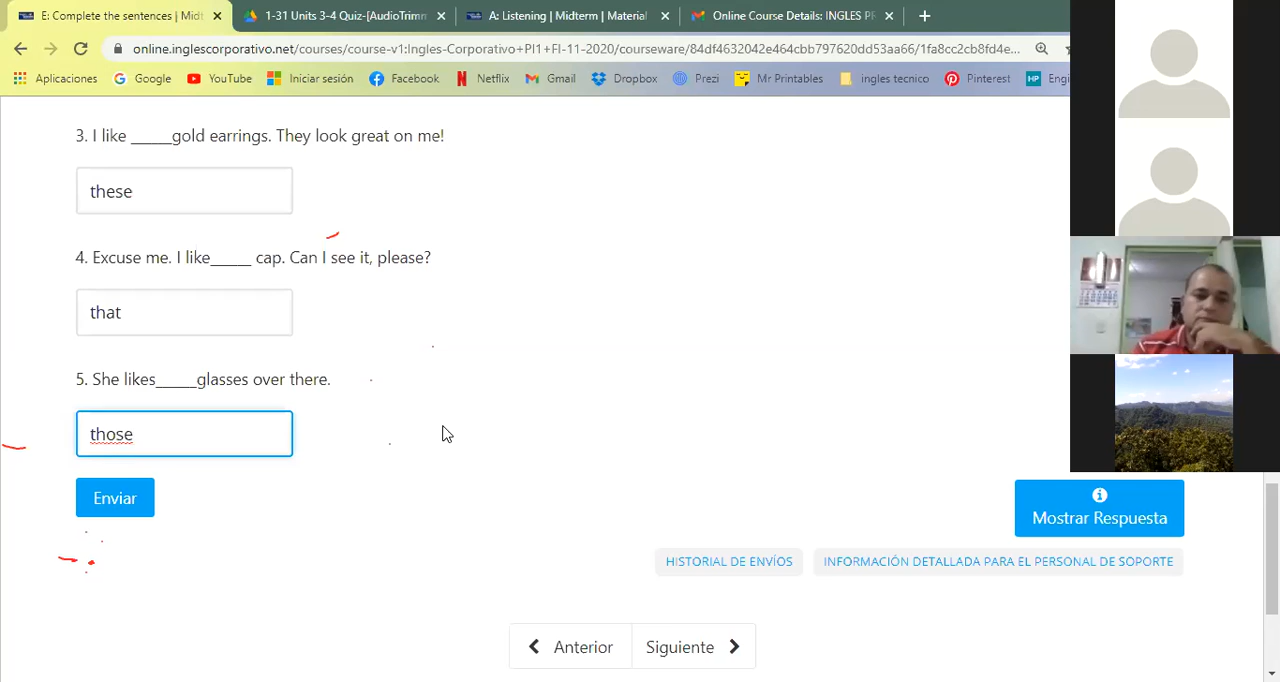 E: Complete the sentences | Midt
1-31 Units 3-4 Quiz-[AudioTrimm
A: Listening | Midterm | Material
Online Course Details: INGLES PR
online.inglescorporativo.net/courses/course-v1:Ingles-Corporativo+PI1+FI-11-2020/courseware/84df4632042e464cbb797620dd53aa66/1fa8cc2cb8fd4e...
Aplicaciones Google YouTube Iniciar sesión Facebook Netflix Gmail Dropbox Prezi Mr Printables ingles tecnico Pinterest Engi
3. I like _____gold earrings. They look great on me!
these
4. Excuse me. I like_____ cap. Can I see it, please?
that
5. She likes_____glasses over there.
those
Enviar
Mostrar Respuesta
HISTORIAL DE ENVÍOS
INFORMACIÓN DETALLADA PARA EL PERSONAL DE SOPORTE
Anterior
Siguiente